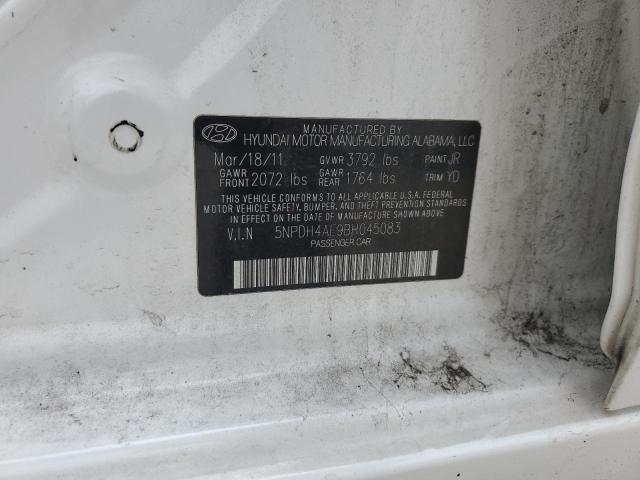 MANUFACTURED BY
HYUNDAI MOTOR MANUFACTURING ALABAMA, LLC
Mar/18/11 GVWR 3792 lbs PAINT JR
GAWR FRONT 2072 lbs GAWR REAR 1764 lbs TRIM YD
THIS VEHICLE CONFORMS TO ALL APPLICABLE U.S.A. FEDERAL
MOTOR VEHICLE SAFETY, BUMPER, AND THEFT PREVENTION STANDARDS
IN EFFECT ON THE DATE OF MANUFACTURE SHOWN ABOVE.
V.I.N 5NPDH4AE9BH045083
PASSENGER CAR